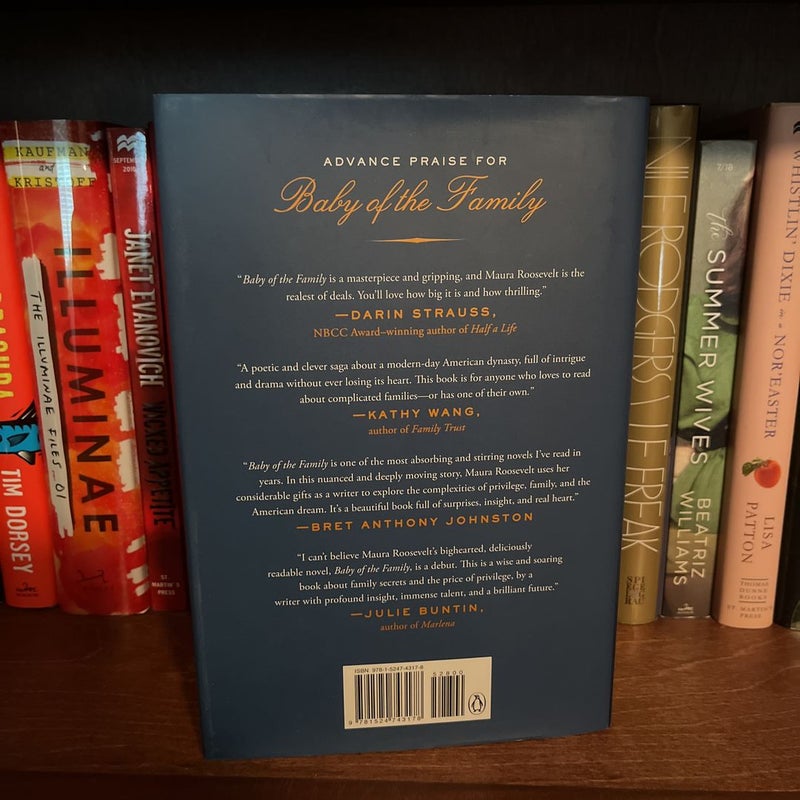 ADVANCE PRAISE FOR
Baby of the Family
“Baby of the Family is a masterpiece and gripping, and Maura Roosevelt is the
realest of deals. You’ll love how big it is and how thrilling.”
—DARIN STRAUSS,
NBCC Award–winning author of Half a Life
“A poetic and clever saga about a modern-day American dynasty, full of intrigue
and drama without ever losing its heart. This book is for anyone who loves to read
about complicated families—or has one of their own.”
—KATHY WANG,
author of Family Trust
“Baby of the Family is one of the most absorbing and stirring novels I’ve read in
years. In this nuanced and deeply moving story, Maura Roosevelt uses her
considerable gifts as a writer to explore the complexities of privilege, family, and the
American dream. It’s a beautiful book full of surprises, insight, and real heart.”
—BRET ANTHONY JOHNSTON
“I can’t believe Maura Roosevelt’s bighearted, deliciously
readable novel, Baby of the Family, is a debut. This is a wise and soaring
book about family secrets and the price of privilege, by a
writer with profound insight, immense talent, and a brilliant future.”
—JULIE BUNTIN,
author of Marlena
ISBN 978-1-5247-4317-8
52800
9 781524 743178
TIM DORSEY
KAUFMAN
and
KRISTOFF
ILLUMINAE
THE ILLUMINAE FILES_01
JANET EVANOVICH
WICKED APPETITE
ST.
MARTIN'S
PRESS
NILE RODGERS
LE FREAK
SPI
EGE
L&G
RAU
7/18
The SUMMER WIVES
BEATRIZ
WILLIAMS
WHISTLIN' DIXIE in a NOR'EASTER
LISA
PATTON
THOMAS
DUNNE
BOOKS
ST. MARTIN'S
PRESS